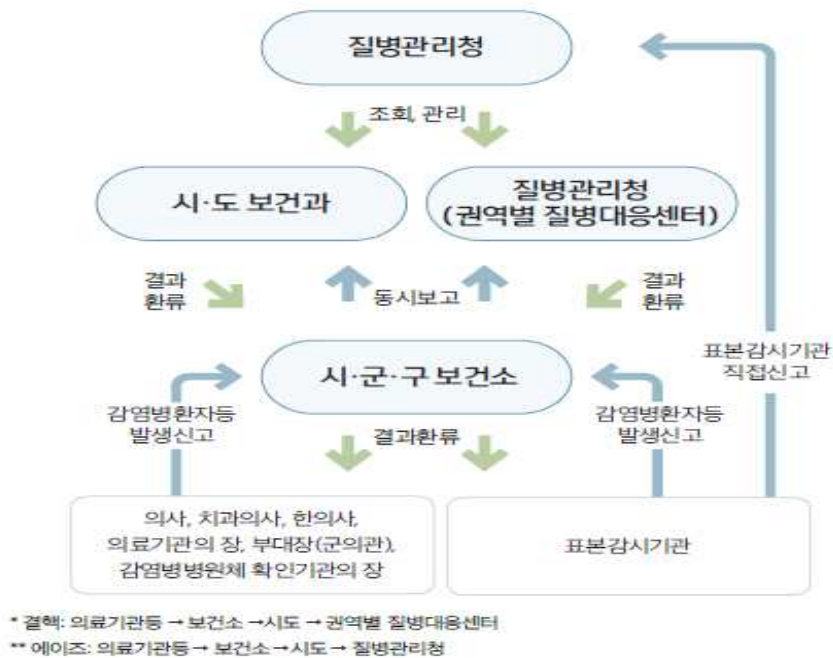 질병관리청
조회, 관리
시·도 보건과
질병관리청
(권역별 질병대응센터)
결과
환류
동시보고
결과
환류
표본감시기관
직접신고
시·군·구 보건소
감염병환자등
발생신고
결과환류
감염병환자등
발생신고
의사, 치과의사, 한의사,
의료기관의 장, 부대장(군의관),
감염병병원체 확인기관의 장
표본감시기관
* 결핵: 의료기관등 → 보건소 →시도 → 권역별 질병대응센터
** 에이즈: 의료기관등→ 보건소 →시도 → 질병관리청